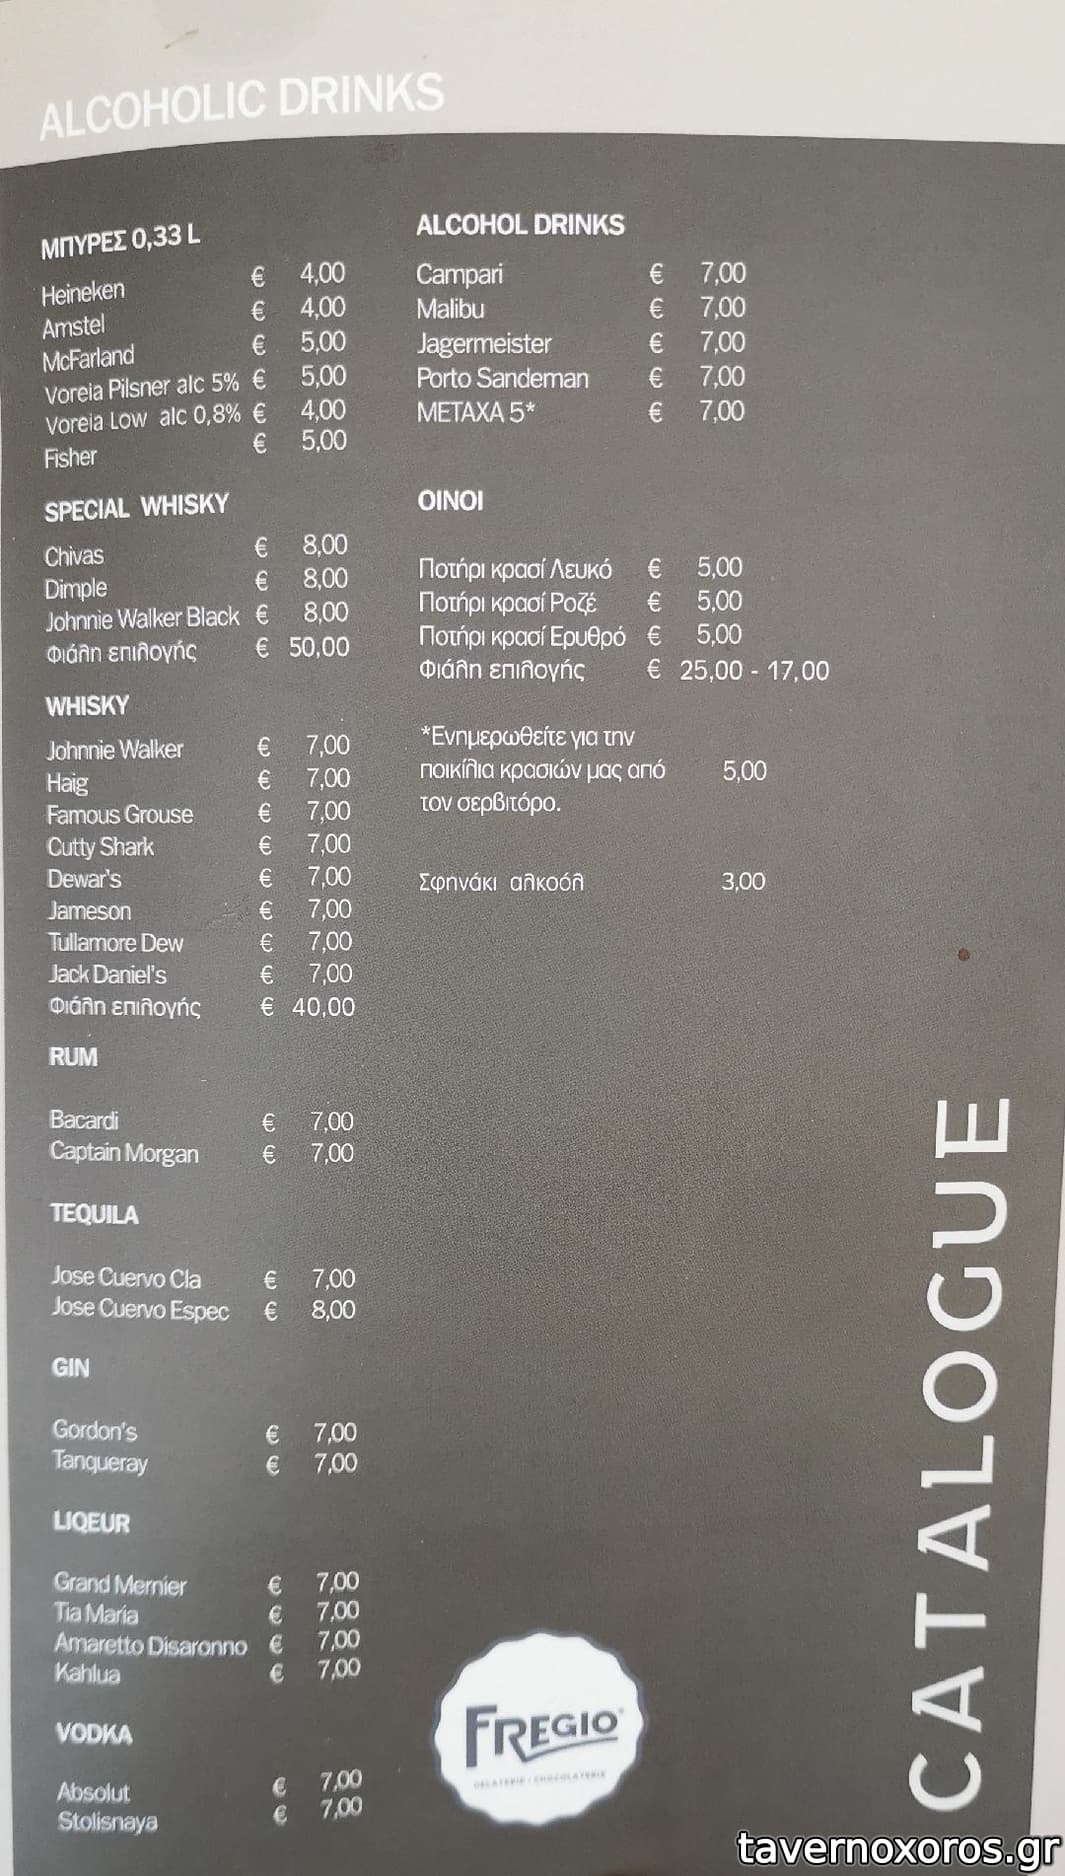 ALCOHOLIC DRINKS
ΜΠΥΡΕΣ 0,33 L
Heineken € 4,00
Amstel € 4,00
McFarland € 5,00
Voreia Pilsner alc 5% € 5,00
Voreia Low alc 0,8% € 4,00
Fisher € 5,00
SPECIAL WHISKY
Chivas € 8,00
Dimple € 8,00
Johnnie Walker Black € 8,00
Φιάλη επιλογής € 50,00
WHISKY
Johnnie Walker € 7,00
Haig € 7,00
Famous Grouse € 7,00
Cutty Shark € 7,00
Dewar's € 7,00
Jameson € 7,00
Tullamore Dew € 7,00
Jack Daniel's € 7,00
Φιάλη επιλογής € 40,00
RUM
Bacardi € 7,00
Captain Morgan € 7,00
TEQUILA
Jose Cuervo Cla € 7,00
Jose Cuervo Espec € 8,00
GIN
Gordon's € 7,00
Tanqueray € 7,00
LIQEUR
Grand Mernier € 7,00
Tia Maria € 7,00
Amaretto Disaronno € 7,00
Kahlua € 7,00
VODKA
Absolut € 7,00
Stolisnaya € 7,00
ALCOHOL DRINKS
Campari € 7,00
Malibu € 7,00
Jagermeister € 7,00
Porto Sandeman € 7,00
METAXA 5* € 7,00
ΟΙΝΟΙ
Ποτήρι κρασί Λευκό € 5,00
Ποτήρι κρασί Ροζέ € 5,00
Ποτήρι κρασί Ερυθρό € 5,00
Φιάλη επιλογής € 25,00 - 17,00
*Ενημερωθείτε για την
ποικίλια κρασιών μας από 5,00
τον σερβιτόρο.
Σφηνάκι αλκοόλ 3,00
CATALOGUE
FREGIO
GELATERIE · CHOCOLATERIE
tavernoxoros.gr